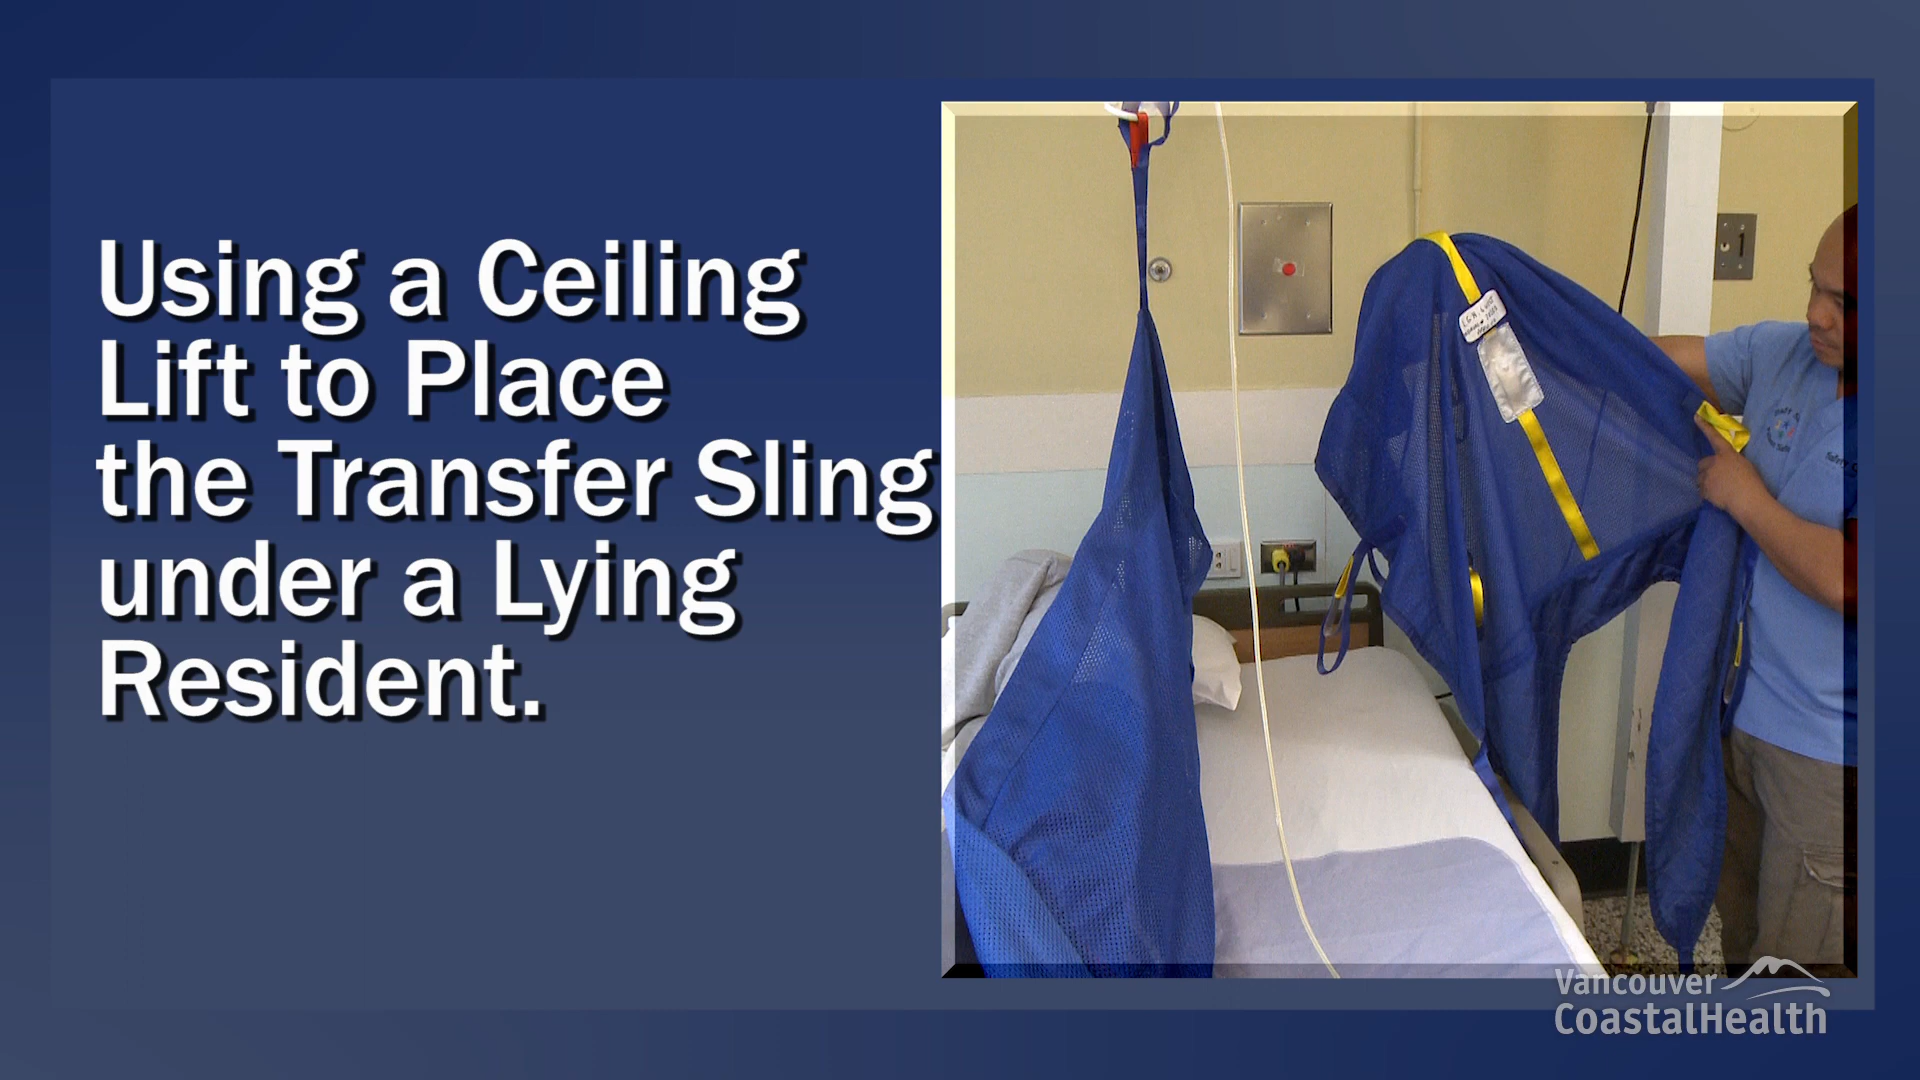 Using a Ceiling
Lift to Place
the Transfer Sling
under a Lying
Resident.
Vancouver
CoastalHealth